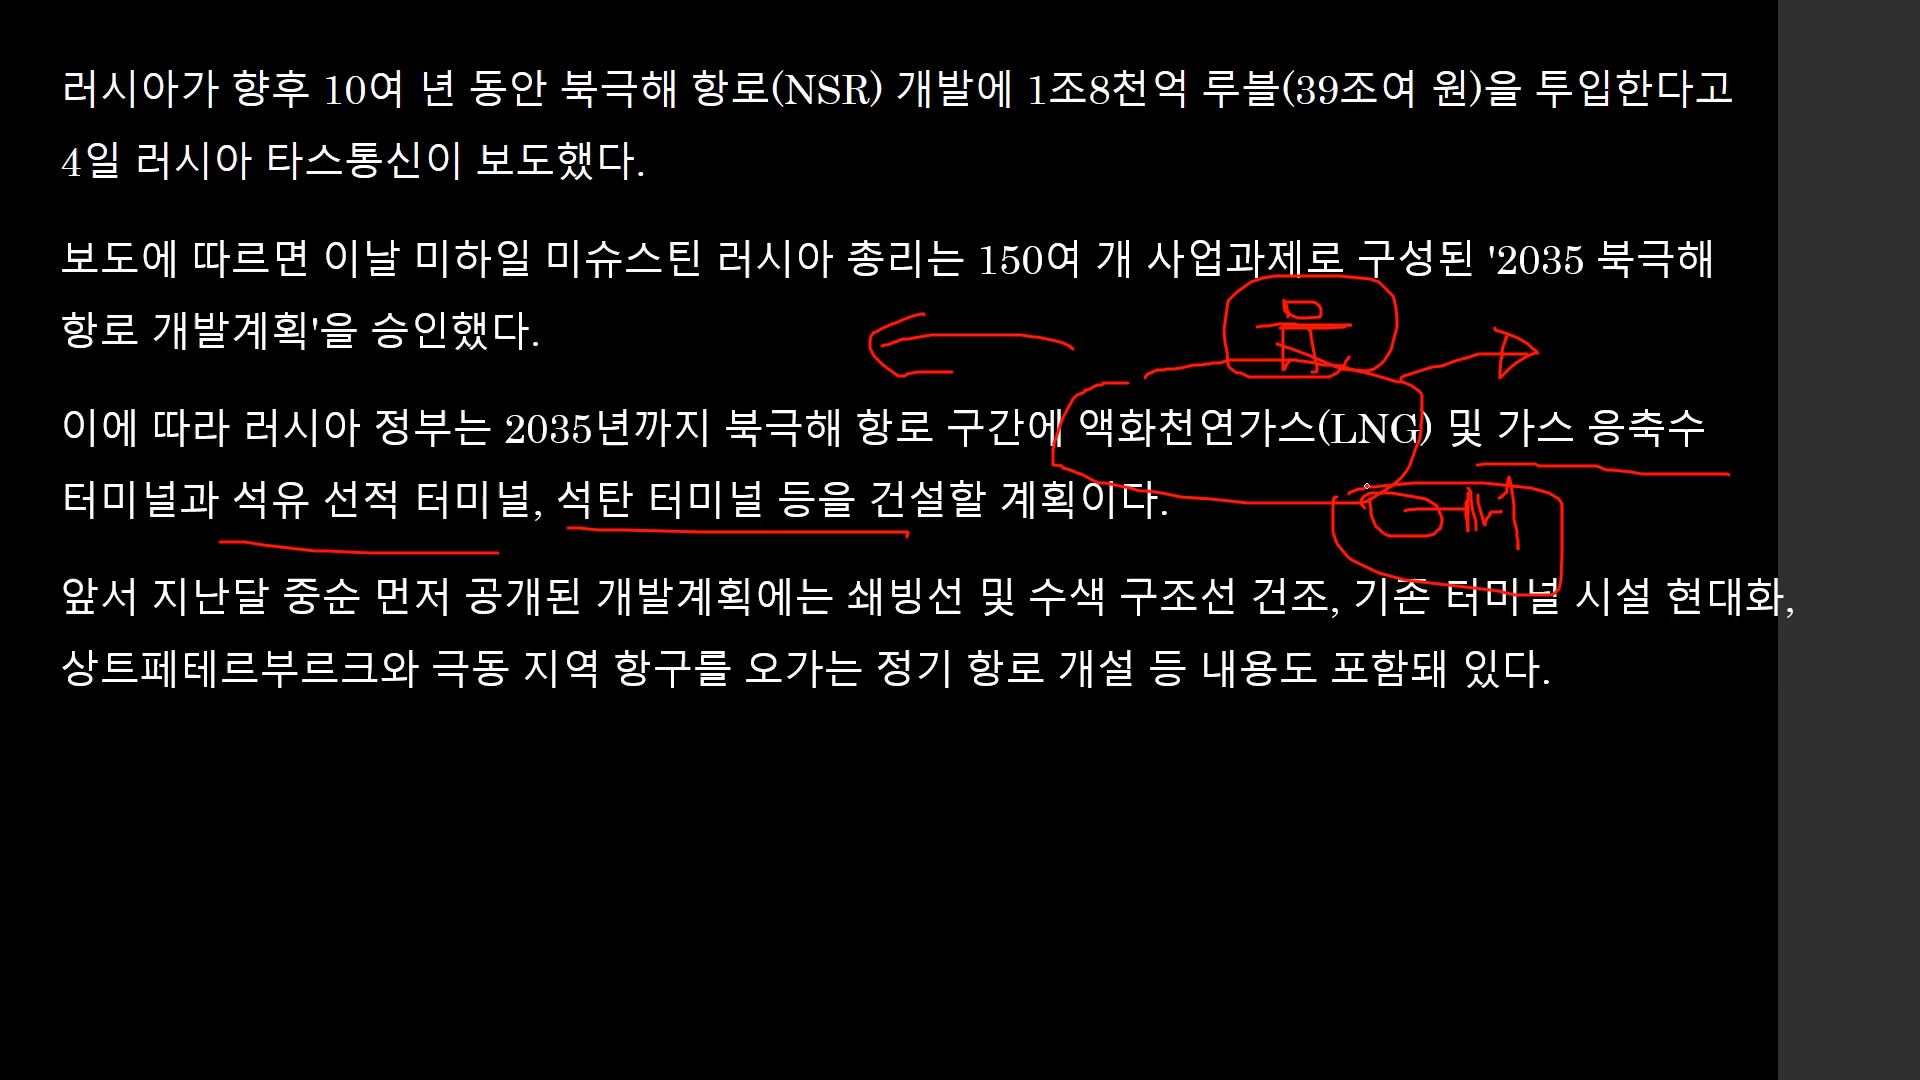 러시아가 향후 10여 년 동안 북극해 항로(NSR) 개발에 1조8천억 루블(39조여 원)을 투입한다고
4일 러시아 타스통신이 보도했다.
보도에 따르면 이날 미하일 미슈스틴 러시아 총리는 150여 개 사업과제로 구성된 '2035 북극해
항로 개발계획'을 승인했다.
이에 따라 러시아 정부는 2035년까지 북극해 항로 구간에 액화천연가스(LNG) 및 가스 응축수
터미널과 석유 선적 터미널, 석탄 터미널 등을 건설할 계획이다.
앞서 지난달 중순 먼저 공개된 개발계획에는 쇄빙선 및 수색 구조선 건조, 기존 터미널 시설 현대화,
상트페테르부르크와 극동 지역 항구를 오가는 정기 항로 개설 등 내용도 포함돼 있다.